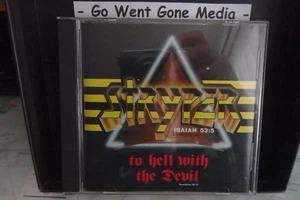 - Go Went Gone Media -
Stryper
ISAIAH 53:5
to hell with
the Devil